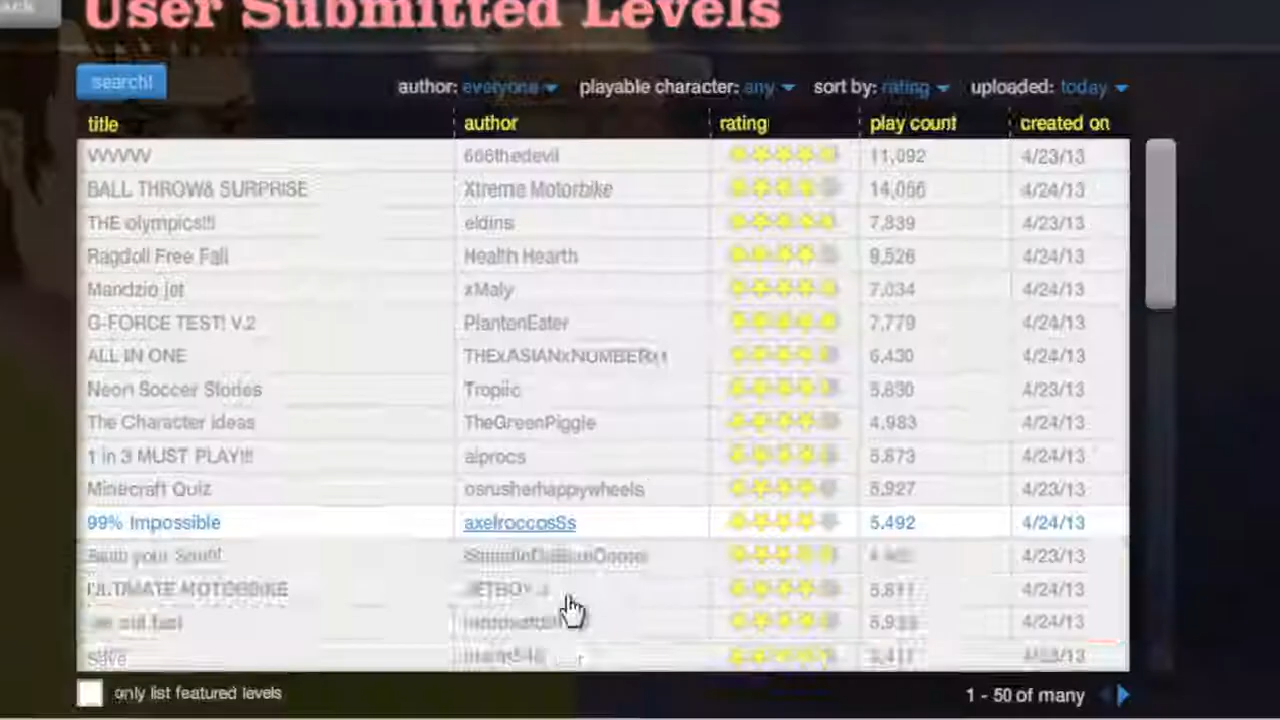 User Submitted Levels
search!
author: everyone playable character: any sort by: rating uploaded: today
title author rating play count created on
VVVVVV 666thedevil 11,092 4/23/13
BALL THROW& SURPRISE Xtreme Motorbike 14,056 4/24/13
THE olympics!!! eldins 7,839 4/23/13
Ragdoll Free Fall Health Hearth 9,526 4/24/13
Mandzio jet xMaly 7,034 4/24/13
G-FORCE TEST! V.2 PlantenEater 7,779 4/24/13
ALL IN ONE 6,430 4/24/13
Neon Soccer Stories Tropiic 5,830 4/23/13
The Character ideas TheGreenPiggie 4,983 4/24/13
1 in 3 MUST PLAY!!! alprocs 5,873 4/24/13
Minecraft Quiz osrusherhappywheels 5,927 4/23/13
99% Impossible axelroccosSs 5,492 4/24/13
your 4/23/13
ULTIMATE MOTORBIKE 4/24/13
4/24/13
only list featured levels 1 - 50 of many